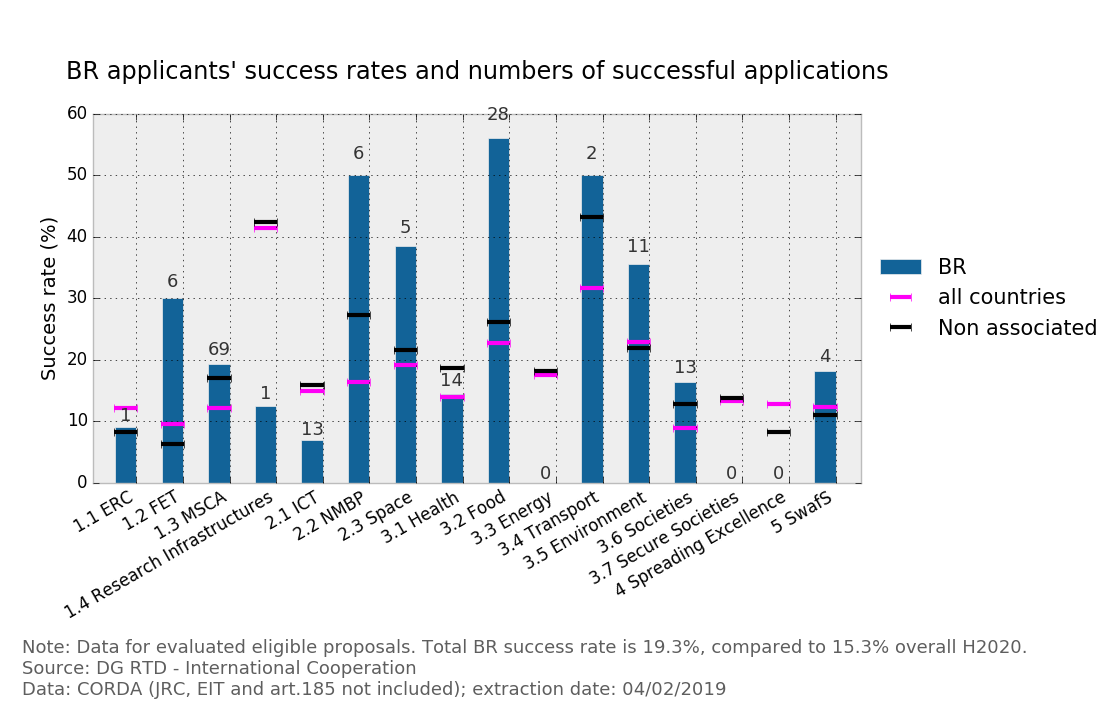 BR applicants' success rates and numbers of successful applications
Success rate (%)
60
50
40
30
20
10
0
1
6
69
1
13
6
5
14
28
0
2
11
13
0
0
4
1.1 ERC
1.2 FET
1.3 MSCA
1.4 Research Infrastructures
2.1 ICT
2.2 NMBP
2.3 Space
3.1 Health
3.2 Food
3.3 Energy
3.4 Transport
3.5 Environment
3.6 Societies
3.7 Secure Societies
4 Spreading Excellence
5 SwafS
BR
all countries
Non associated
Note: Data for evaluated eligible proposals. Total BR success rate is 19.3%, compared to 15.3% overall H2020.
Source: DG RTD - International Cooperation
Data: CORDA (JRC, EIT and art.185 not included); extraction date: 04/02/2019